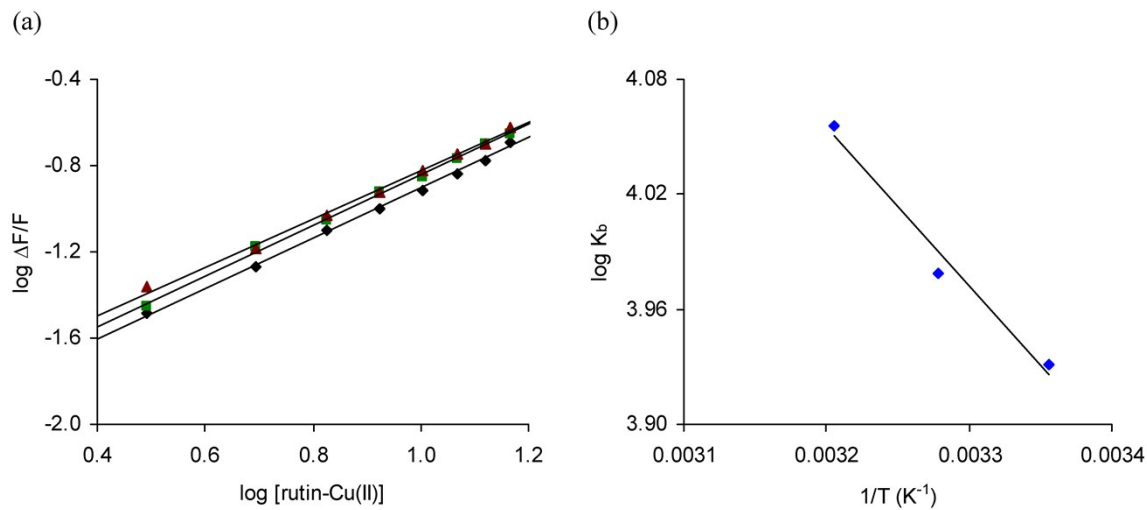 (a)
-0.4
-0.8
-1.2
-1.6
-2.0
log ΔF/F
0.4 0.6 0.8 1.0 1.2
log [rutin-Cu(II)]
(b)
4.08
4.02
3.96
3.90
log Kb
0.0031 0.0032 0.0033 0.0034
1/T (K⁻¹)